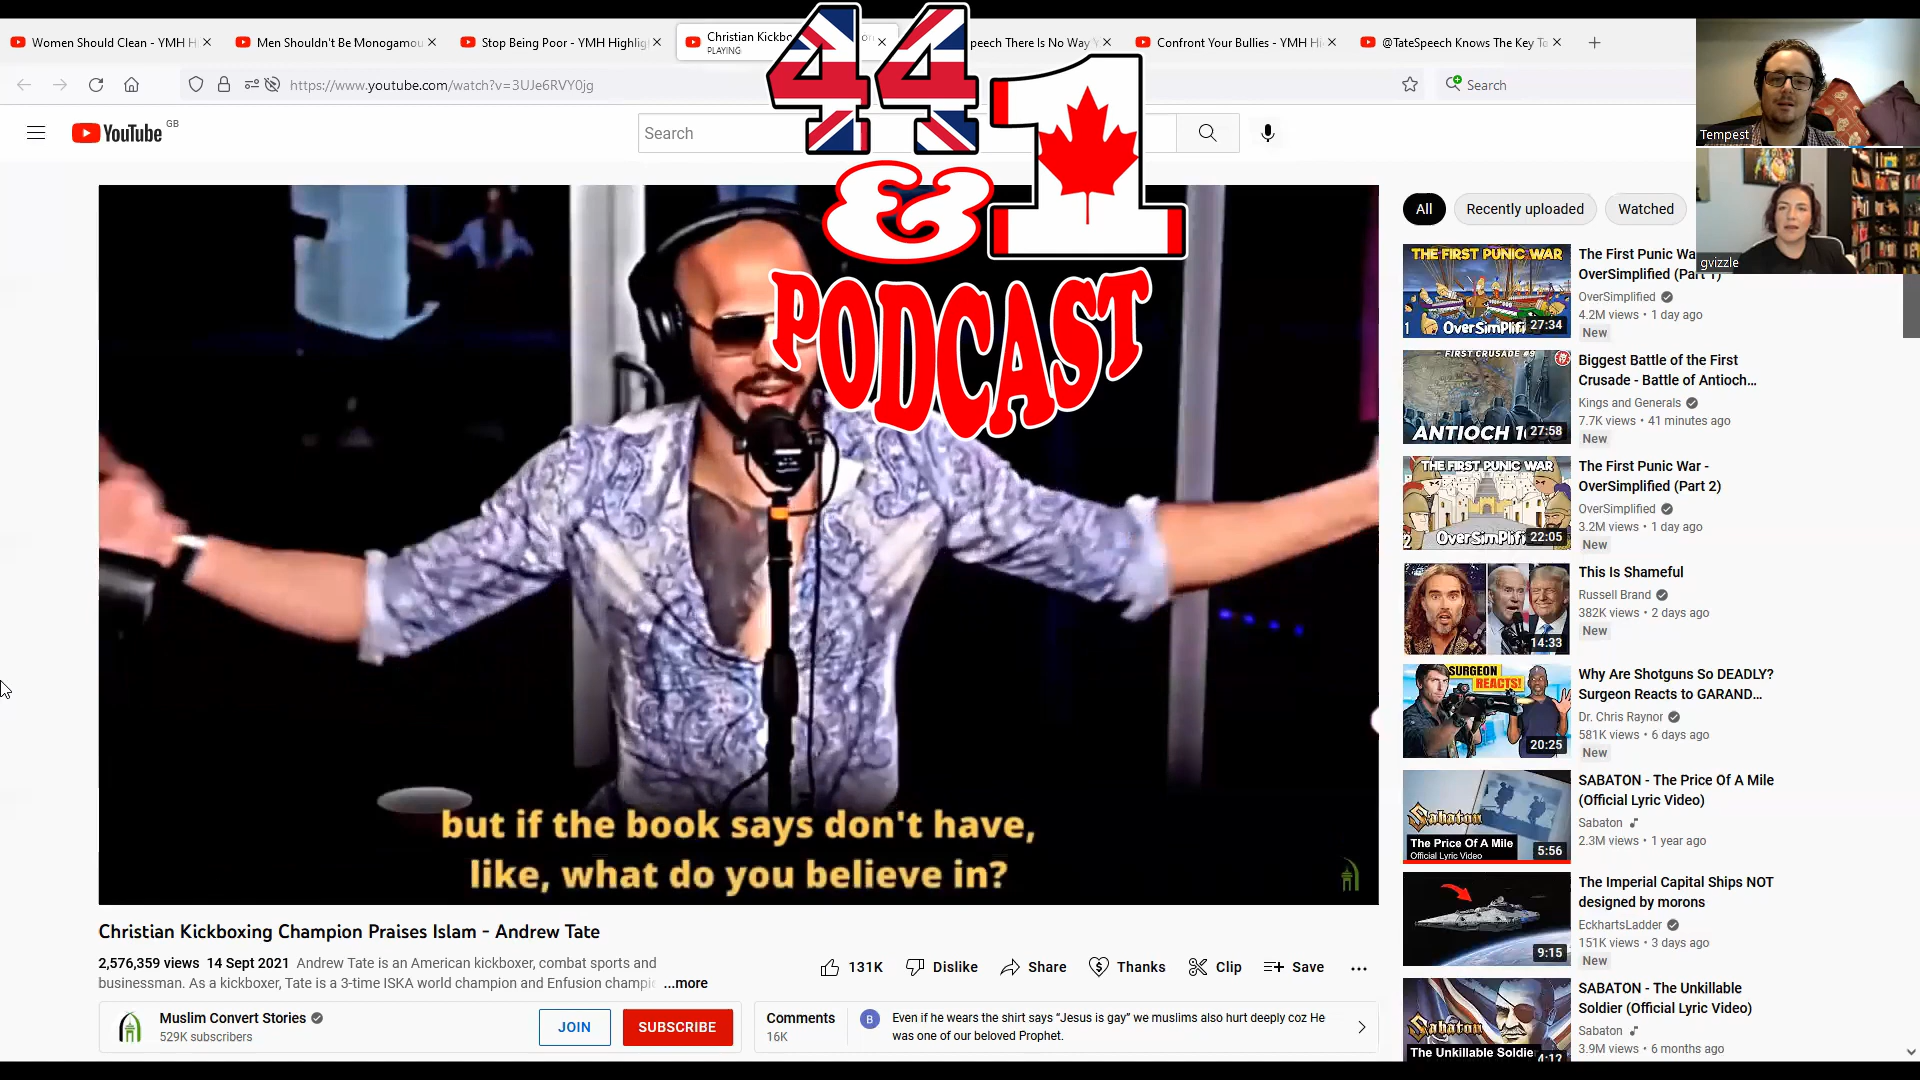 Women Should Clean - YMH H
Men Shouldn't Be Monogamou
Stop Being Poor - YMH Highlig
Christian Kickbo
PLAYING
peech There Is No Way Y
Confront Your Bullies - YMH Hi
@TateSpeech Knows The Key To
https://www.youtube.com/watch?v=3UJe6RVY0jg
Search
YouTube GB
Search
44
&1
PODCAST
Tempest
gvizzle
All
Recently uploaded
Watched
but if the book says don't have,
like, what do you believe in?
Christian Kickboxing Champion Praises Islam - Andrew Tate
2,576,359 views 14 Sept 2021 Andrew Tate is an American kickboxer, combat sports and
businessman. As a kickboxer, Tate is a 3-time ISKA world champion and Enfusion champi ...more
131K
Dislike
Share
Thanks
Clip
Save
Muslim Convert Stories
529K subscribers
JOIN
SUBSCRIBE
Comments
16K
B
Even if he wears the shirt says “Jesus is gay” we muslims also hurt deeply coz He
was one of our beloved Prophet.
THE FIRST PUNIC WAR
1
OverSimplifi
27:34
The First Punic Wa
OverSimplified (Part 1)
OverSimplified
4.2M views • 1 day ago
New
FIRST CRUSADE #9
ANTIOCH
27:58
Biggest Battle of the First
Crusade - Battle of Antioch...
Kings and Generals
7.7K views • 41 minutes ago
New
THE FIRST PUNIC WAR
2
OverSimplifi
22:05
The First Punic War -
OverSimplified (Part 2)
OverSimplified
3.2M views • 1 day ago
New
14:33
This Is Shameful
Russell Brand
382K views • 2 days ago
New
SURGEON
REACTS!
20:25
Why Are Shotguns So DEADLY?
Surgeon Reacts to GARAND...
Dr. Chris Raynor
581K views • 6 days ago
New
Sabaton
The Price Of A Mile
Official Lyric Video
5:56
SABATON - The Price Of A Mile
(Official Lyric Video)
Sabaton
2.3M views • 1 year ago
9:15
The Imperial Capital Ships NOT
designed by morons
EckhartsLadder
151K views • 3 days ago
New
Sabaton
The Unkillable Soldie
4:17
SABATON - The Unkillable
Soldier (Official Lyric Video)
Sabaton
3.9M views • 6 months ago